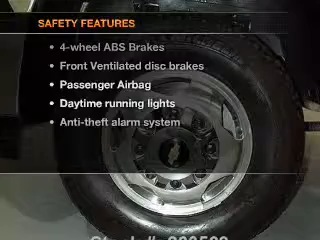 SAFETY FEATURES
• 4-wheel ABS Brakes
• Front Ventilated disc brakes
• Passenger Airbag
• Daytime running lights
• Anti-theft alarm system